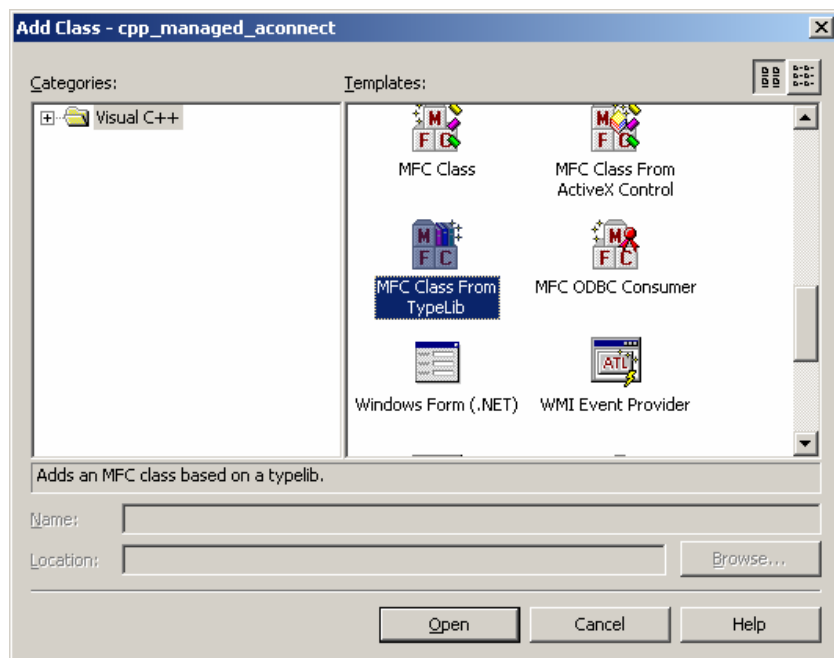 Add Class - cpp_managed_aconnect
Categories:
Templates:
Visual C++
MFC Class
MFC Class From
ActiveX Control
MFC Class From
TypeLib
MFC ODBC Consumer
ATL
Windows Form (.NET)
WMI Event Provider
Adds an MFC class based on a typelib.
Name:
Location:
Browse...
Open
Cancel
Help